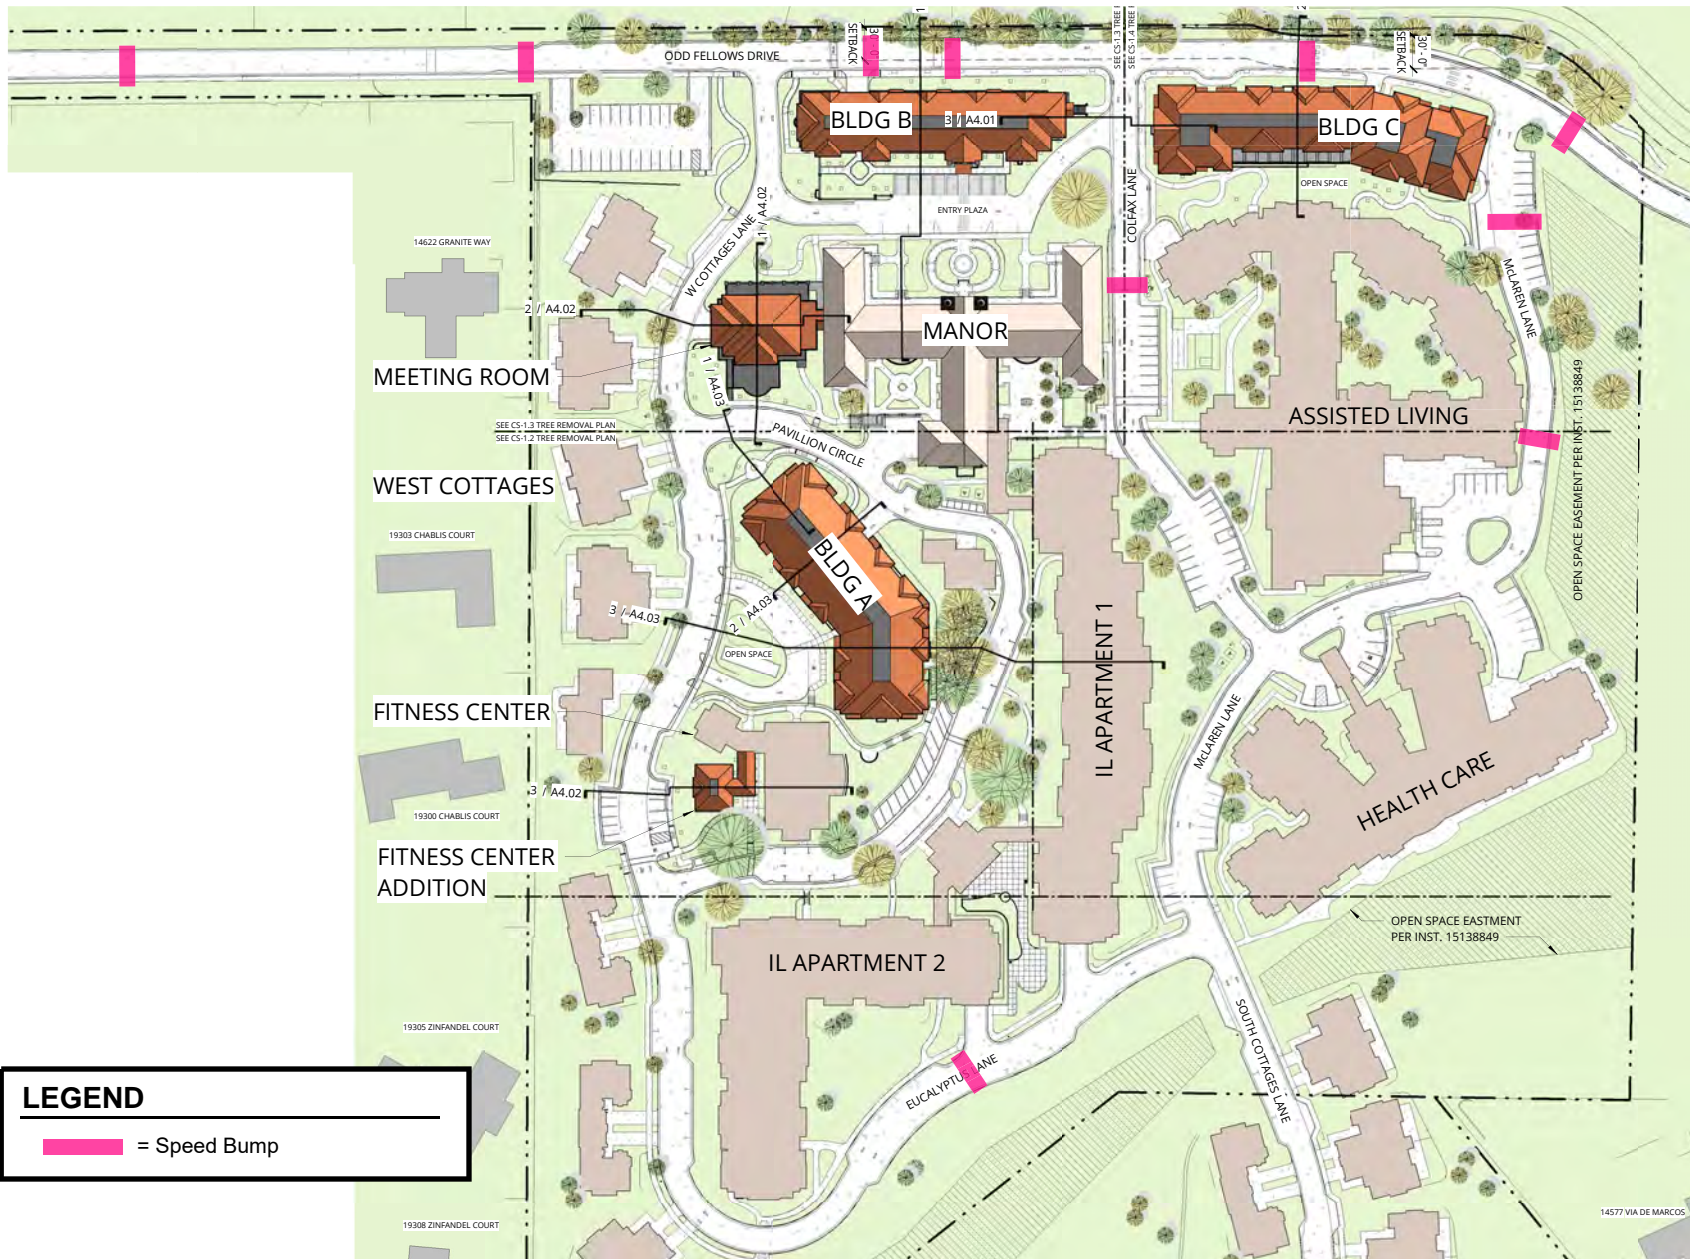 1
2
SEE CS-1.3 TREE
SEE CS-1.4 TREE
ODD FELLOWS DRIVE
30'-0"
SETBACK
30'-0"
SETBACK
BLDG B
3 / A4.01
BLDG C
OPEN SPACE
ENTRY PLAZA
COLFAX LANE
1 / A4.02
W COTTAGES LANE
14622 GRANITE WAY
2 / A4.02
McLAREN LANE
MANOR
MEETING ROOM
1 / A4.03
ASSISTED LIVING
SEE CS-1.3 TREE REMOVAL PLAN
SEE CS-1.2 TREE REMOVAL PLAN
PAVILLION CIRCLE
OPEN SPACE EASEMENT PER INST. 15138849
WEST COTTAGES
19303 CHABLIS COURT
BLDG A
3 / A4.03
2 / A4.03
OPEN SPACE
IL APARTMENT 1
FITNESS CENTER
McLAREN LANE
3 / A4.02
HEALTH CARE
19300 CHABLIS COURT
FITNESS CENTER
ADDITION
OPEN SPACE EASTMENT
PER INST. 15138849
IL APARTMENT 2
19305 ZINFANDEL COURT
SOUTH COTTAGES LANE
EUCALYPTUS LANE
LEGEND
= Speed Bump
14577 VIA DE MARCOS
19308 ZINFANDEL COURT